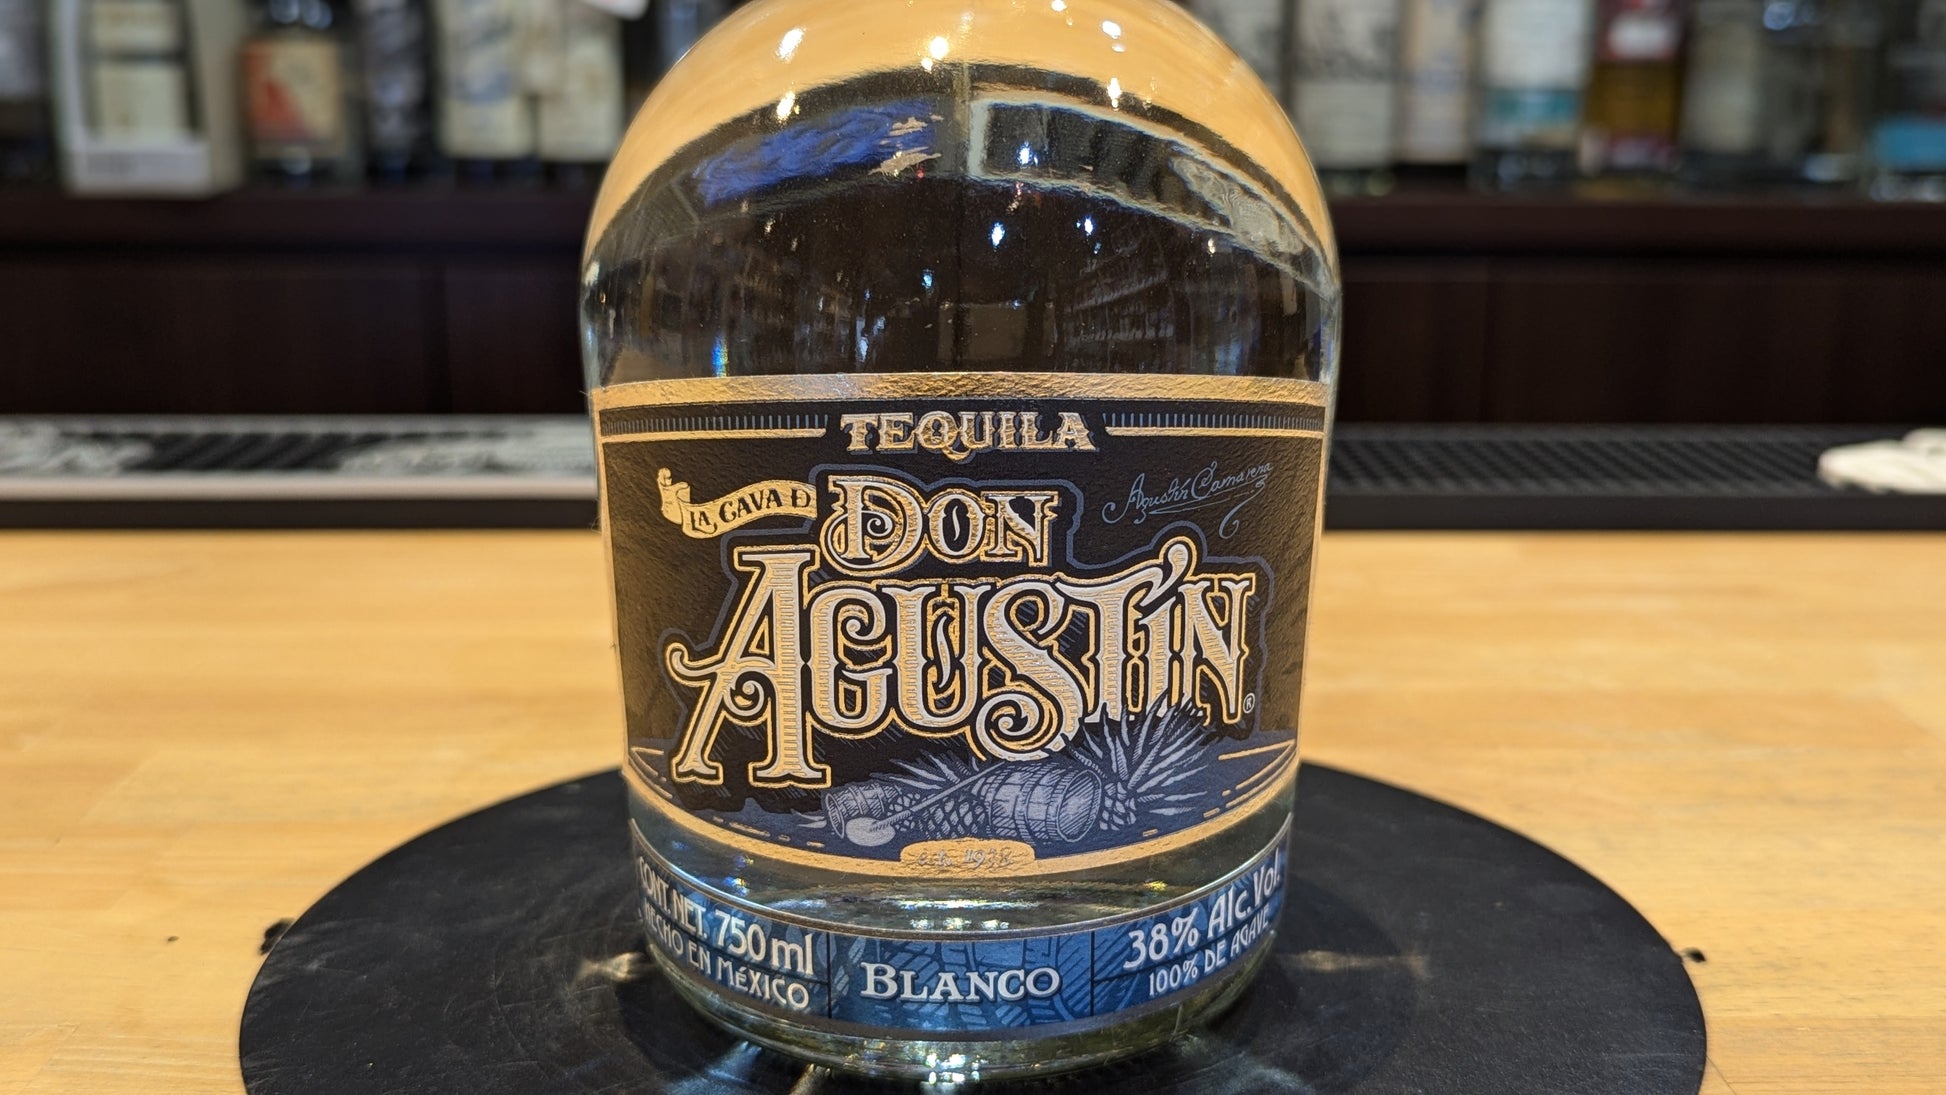 TEQUILA
LA CAVA D
DON
Agustín Camarena
AGUSTÍN
®
CONT. NET. 750 ml
HECHO EN MÉXICO
BLANCO
38% Alc. Vol.
100% DE AGAVE